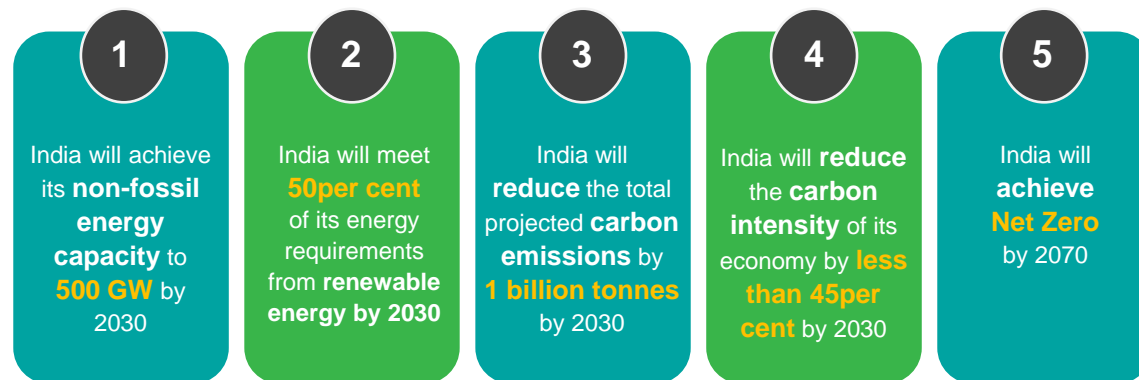 1
India will achieve
its non-fossil
energy
capacity to
500 GW by
2030
2
India will meet
50per cent
of its energy
requirements
from renewable
energy by 2030
3
India will
reduce the total
projected carbon
emissions by
1 billion tonnes
by 2030
4
India will reduce
the carbon
intensity of its
economy by less
than 45per
cent by 2030
5
India will
achieve
Net Zero
by 2070